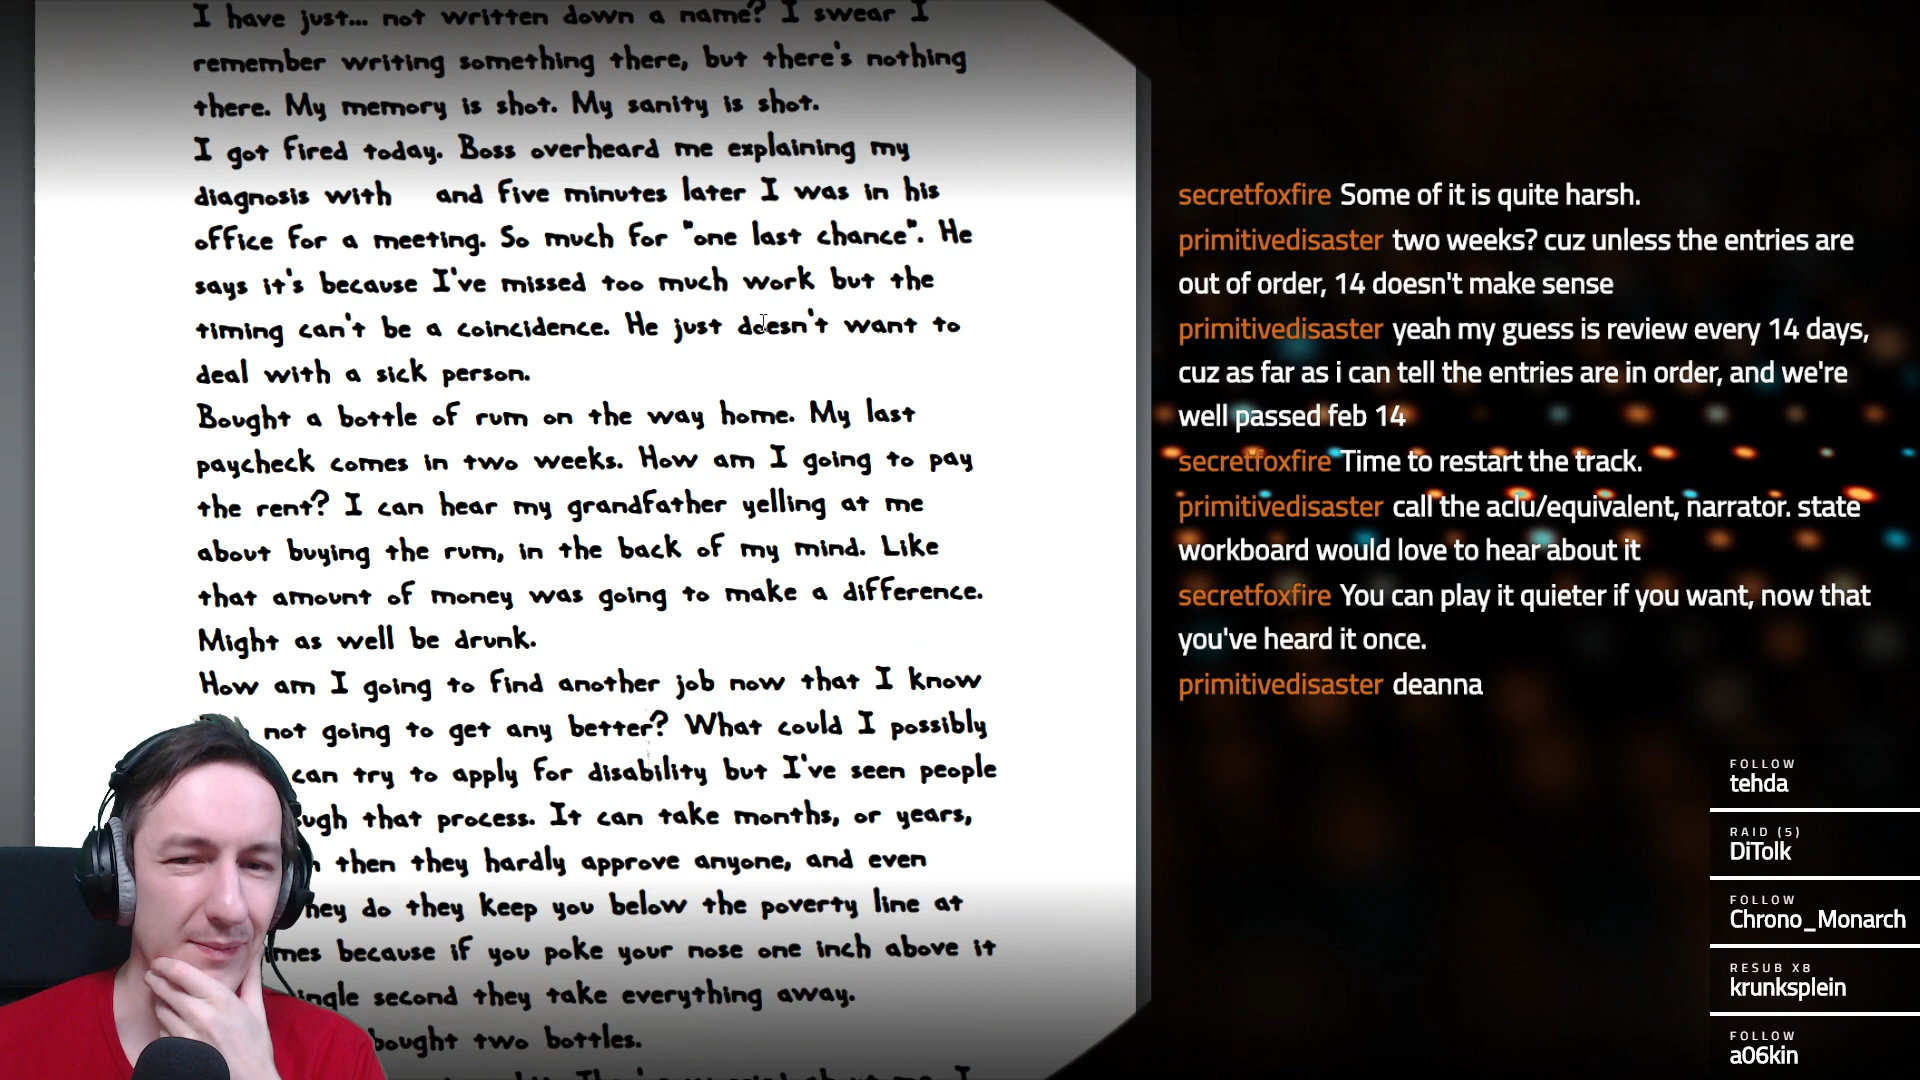 I have just... not written down a name? I swear I
remember writing something there, but there's nothing
there. My memory is shot. My sanity is shot.
I got fired today. Boss overheard me explaining my
diagnosis with and five minutes later I was in his
office for a meeting. So much for "one last chance". He
says it's because I've missed too much work but the
timing can't be a coincidence. He just doesn't want to
deal with a sick person.
Bought a bottle of rum on the way home. My last
paycheck comes in two weeks. How am I going to pay
the rent? I can hear my grandfather yelling at me
about buying the rum, in the back of my mind. Like
that amount of money was going to make a difference.
Might as well be drunk.
How am I going to find another job now that I know
not going to get any better? What could I possibly
can try to apply for disability but I've seen people
that process. It can take months, or years,
then they hardly approve anyone, and even
they do they keep you below the poverty line at
because if you poke your nose one inch above it
single second they take everything away.
bought two bottles.
secretfoxfire Some of it is quite harsh.
primitivedisaster two weeks? cuz unless the entries are
out of order, 14 doesn't make sense
primitivedisaster yeah my guess is review every 14 days,
cuz as far as i can tell the entries are in order, and we're
well passed feb 14
secretfoxfire Time to restart the track.
primitivedisaster call the aclu/equivalent, narrator. state
workboard would love to hear about it
secretfoxfire You can play it quieter if you want, now that
you've heard it once.
primitivedisaster deanna
FOLLOW
tehda
RAID (5)
DiTolk
FOLLOW
Chrono_Monarch
RESUB X8
krunksplein
FOLLOW
a06kin